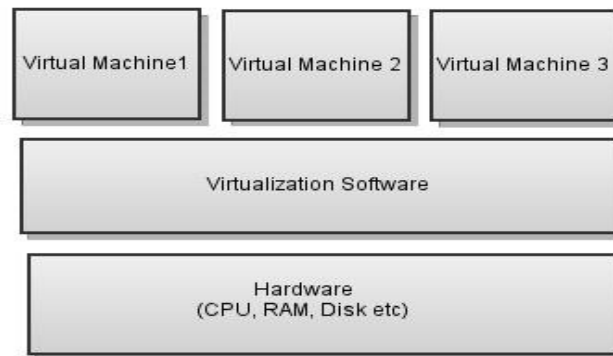 Virtual Machine1
Virtual Machine 2
Virtual Machine 3
Virtualization Software
Hardware
(CPU, RAM, Disk etc)